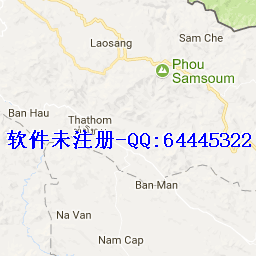 Laosang
Sam Che
Phou
Samsoum
Ban Hau
Thathom
软件未注册-QQ:64445322
Ban Man
Na Van
Nam Cap